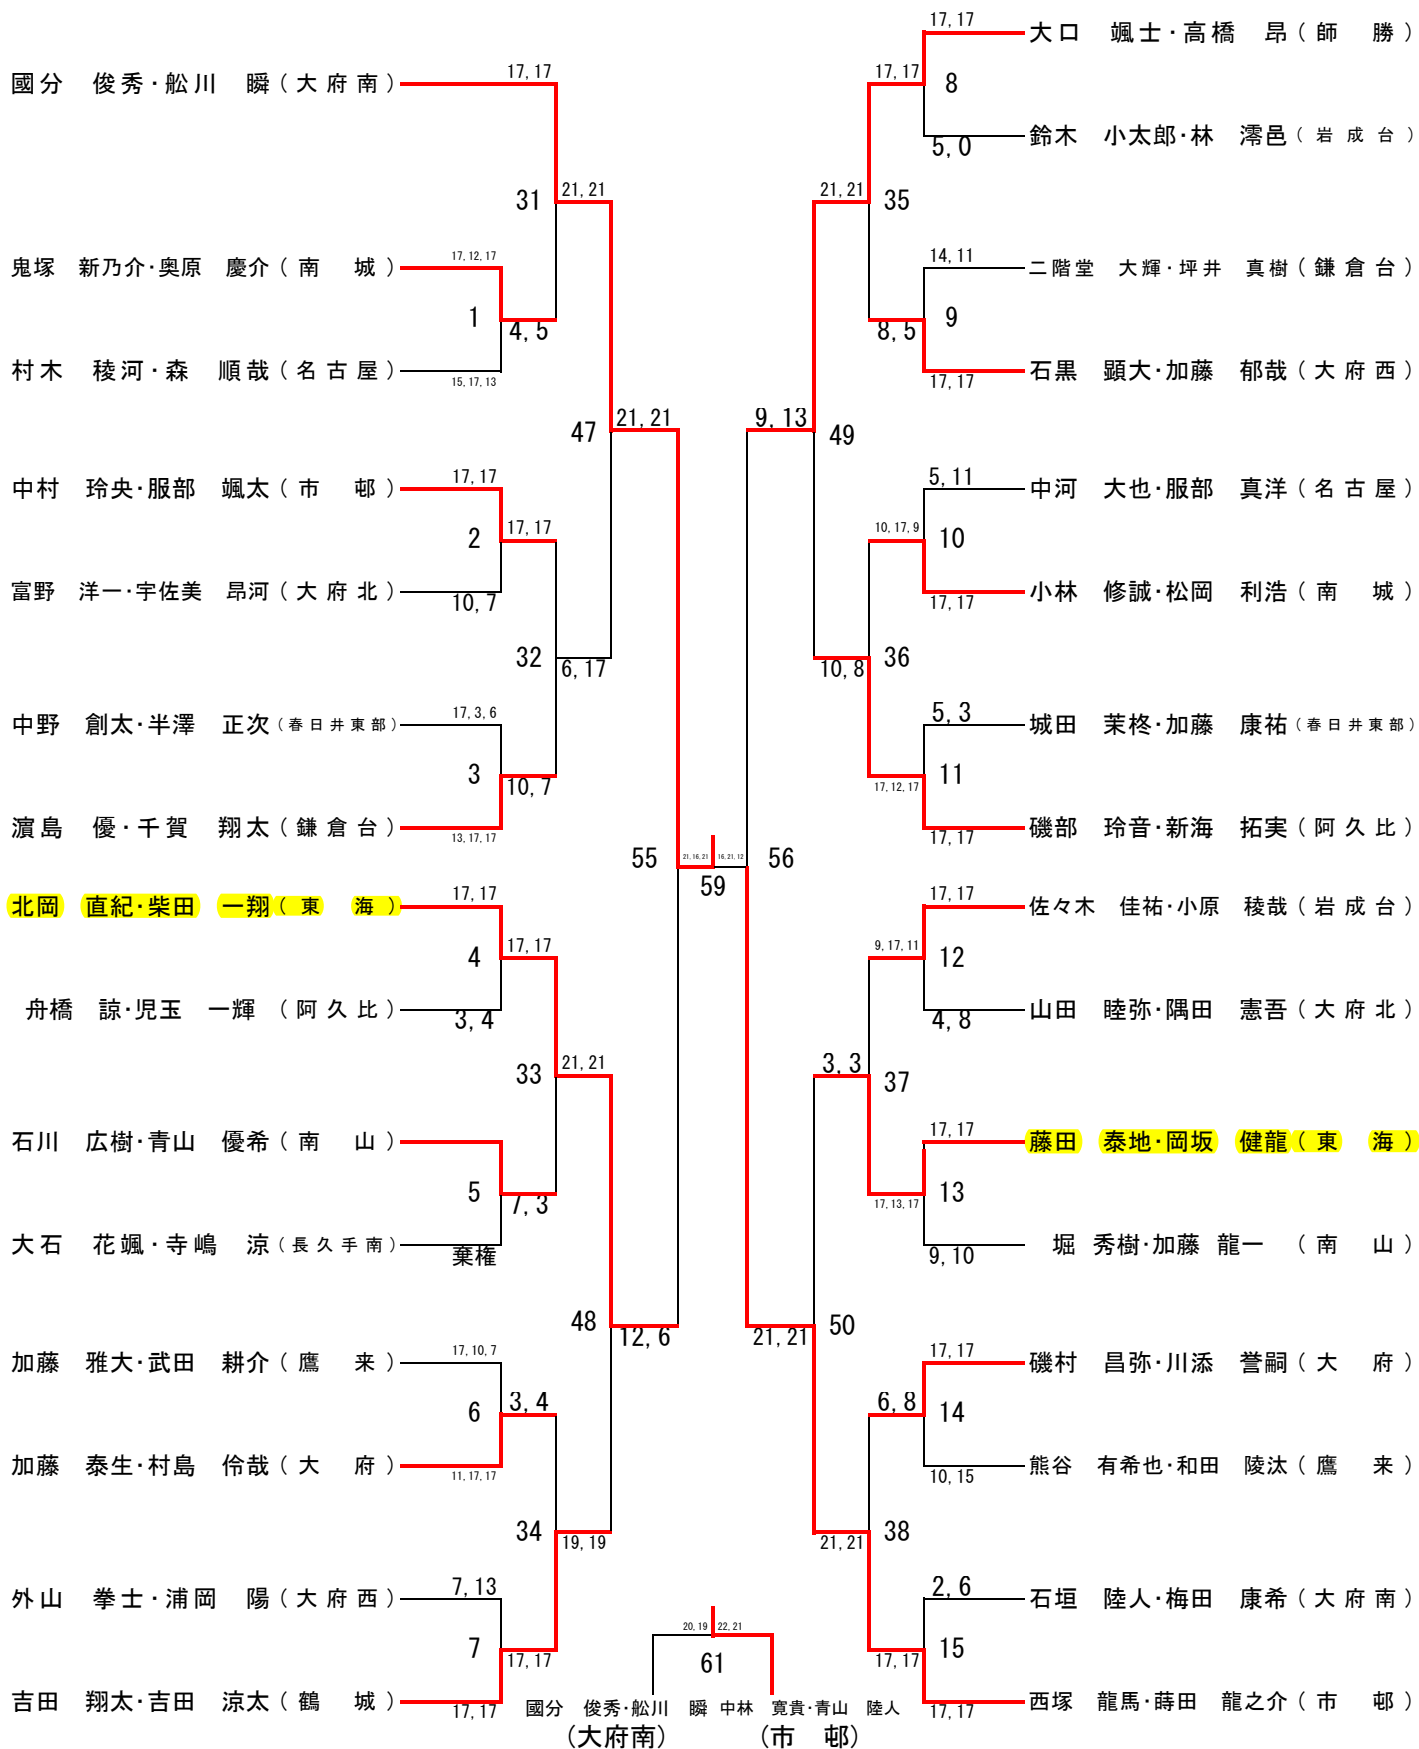 17, 17
大口　颯士・高橋　昂（師　勝）
國分　俊秀・舩川　瞬（大府南）
17, 17
17, 17
8
鈴木　小太郎・林　澪邑（岩成台）
5, 0
31
21, 21
21, 21
35
鬼塚　新乃介・奥原　慶介（南　城）
17, 12, 17
14, 11
二階堂　大輝・坪井　真樹（鎌倉台）
1
4, 5
8, 5
9
村木　稜河・森　順哉（名古屋）
15, 17, 13
17, 17
石黒　顕大・加藤　郁哉（大府西）
47
21, 21
9, 13
49
中村　玲央・服部　颯太（市　邨）
17, 17
5, 11
中河　大也・服部　真洋（名古屋）
2
17, 17
10, 17, 9
10
富野　洋一・宇佐美　昂河（大府北）
10, 7
17, 17
小林　修誠・松岡　利浩（南　城）
32
6, 17
10, 8
36
中野　創太・半澤　正次（春日井東部）
17, 3, 6
5, 3
城田　茉柊・加藤　康祐（春日井東部）
3
10, 7
17, 12, 17
11
濵島　優・千賀　翔太（鎌倉台）
13, 17, 17
17, 17
磯部　玲音・新海　拓実（阿久比）
55
21, 16, 21
16, 21, 12
56
59
北岡　直紀・柴田　一翔（東　海）
17, 17
17, 17
佐々木　佳祐・小原　稜哉（岩成台）
4
17, 17
9, 17, 11
12
舟橋　諒・児玉　一輝　（阿久比）
3, 4
4, 8
山田　睦弥・隅田　憲吾（大府北）
33
21, 21
3, 3
37
石川　広樹・青山　優希（南　山）
17, 17
藤田　泰地・岡坂　健龍（東　海）
5
7, 3
17, 13, 17
13
大石　花颯・寺嶋　涼（長久手南）
棄権
9, 10
堀　秀樹・加藤　龍一　（南　山）
48
12, 6
21, 21
50
加藤　雅大・武田　耕介（鷹　来）
17, 10, 7
17, 17
磯村　昌弥・川添　誉嗣（大　府）
6
3, 4
6, 8
14
加藤　泰生・村島　伶哉（大　府）
11, 17, 17
10, 15
熊谷　有希也・和田　陵汰（鷹　来）
34
19, 19
21, 21
38
外山　拳士・浦岡　陽（大府西）
7, 13
2, 6
石垣　陸人・梅田　康希（大府南）
7
17, 17
20, 19
22, 21
17, 17
15
61
吉田　翔太・吉田　涼太（鶴　城）
17, 17
17, 17
西塚　龍馬・蒔田　龍之介（市　邨）
國分　俊秀・舩川　瞬
中林　寛貴・青山　陸人
（大府南）
（市　邨）